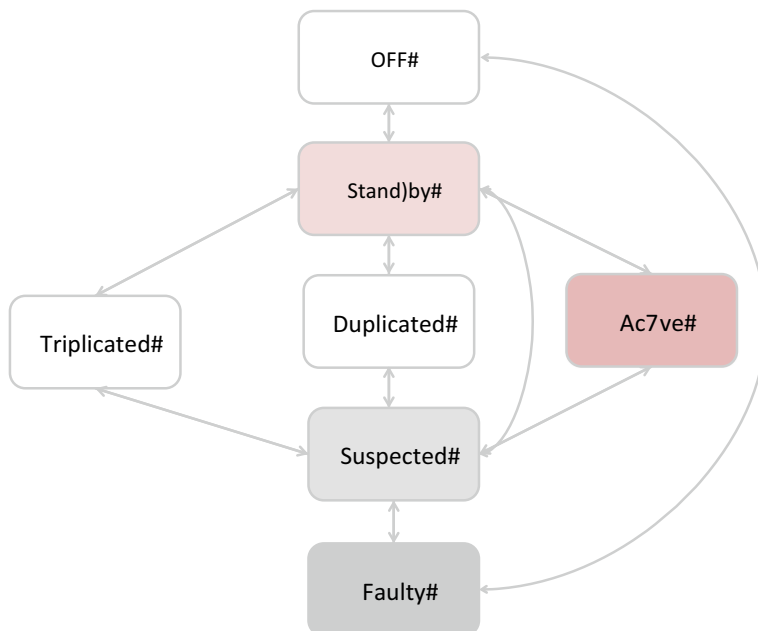 OFF#
Stand)by#
Triplicated#
Duplicated#
Ac7ve#
Suspected#
Faulty#